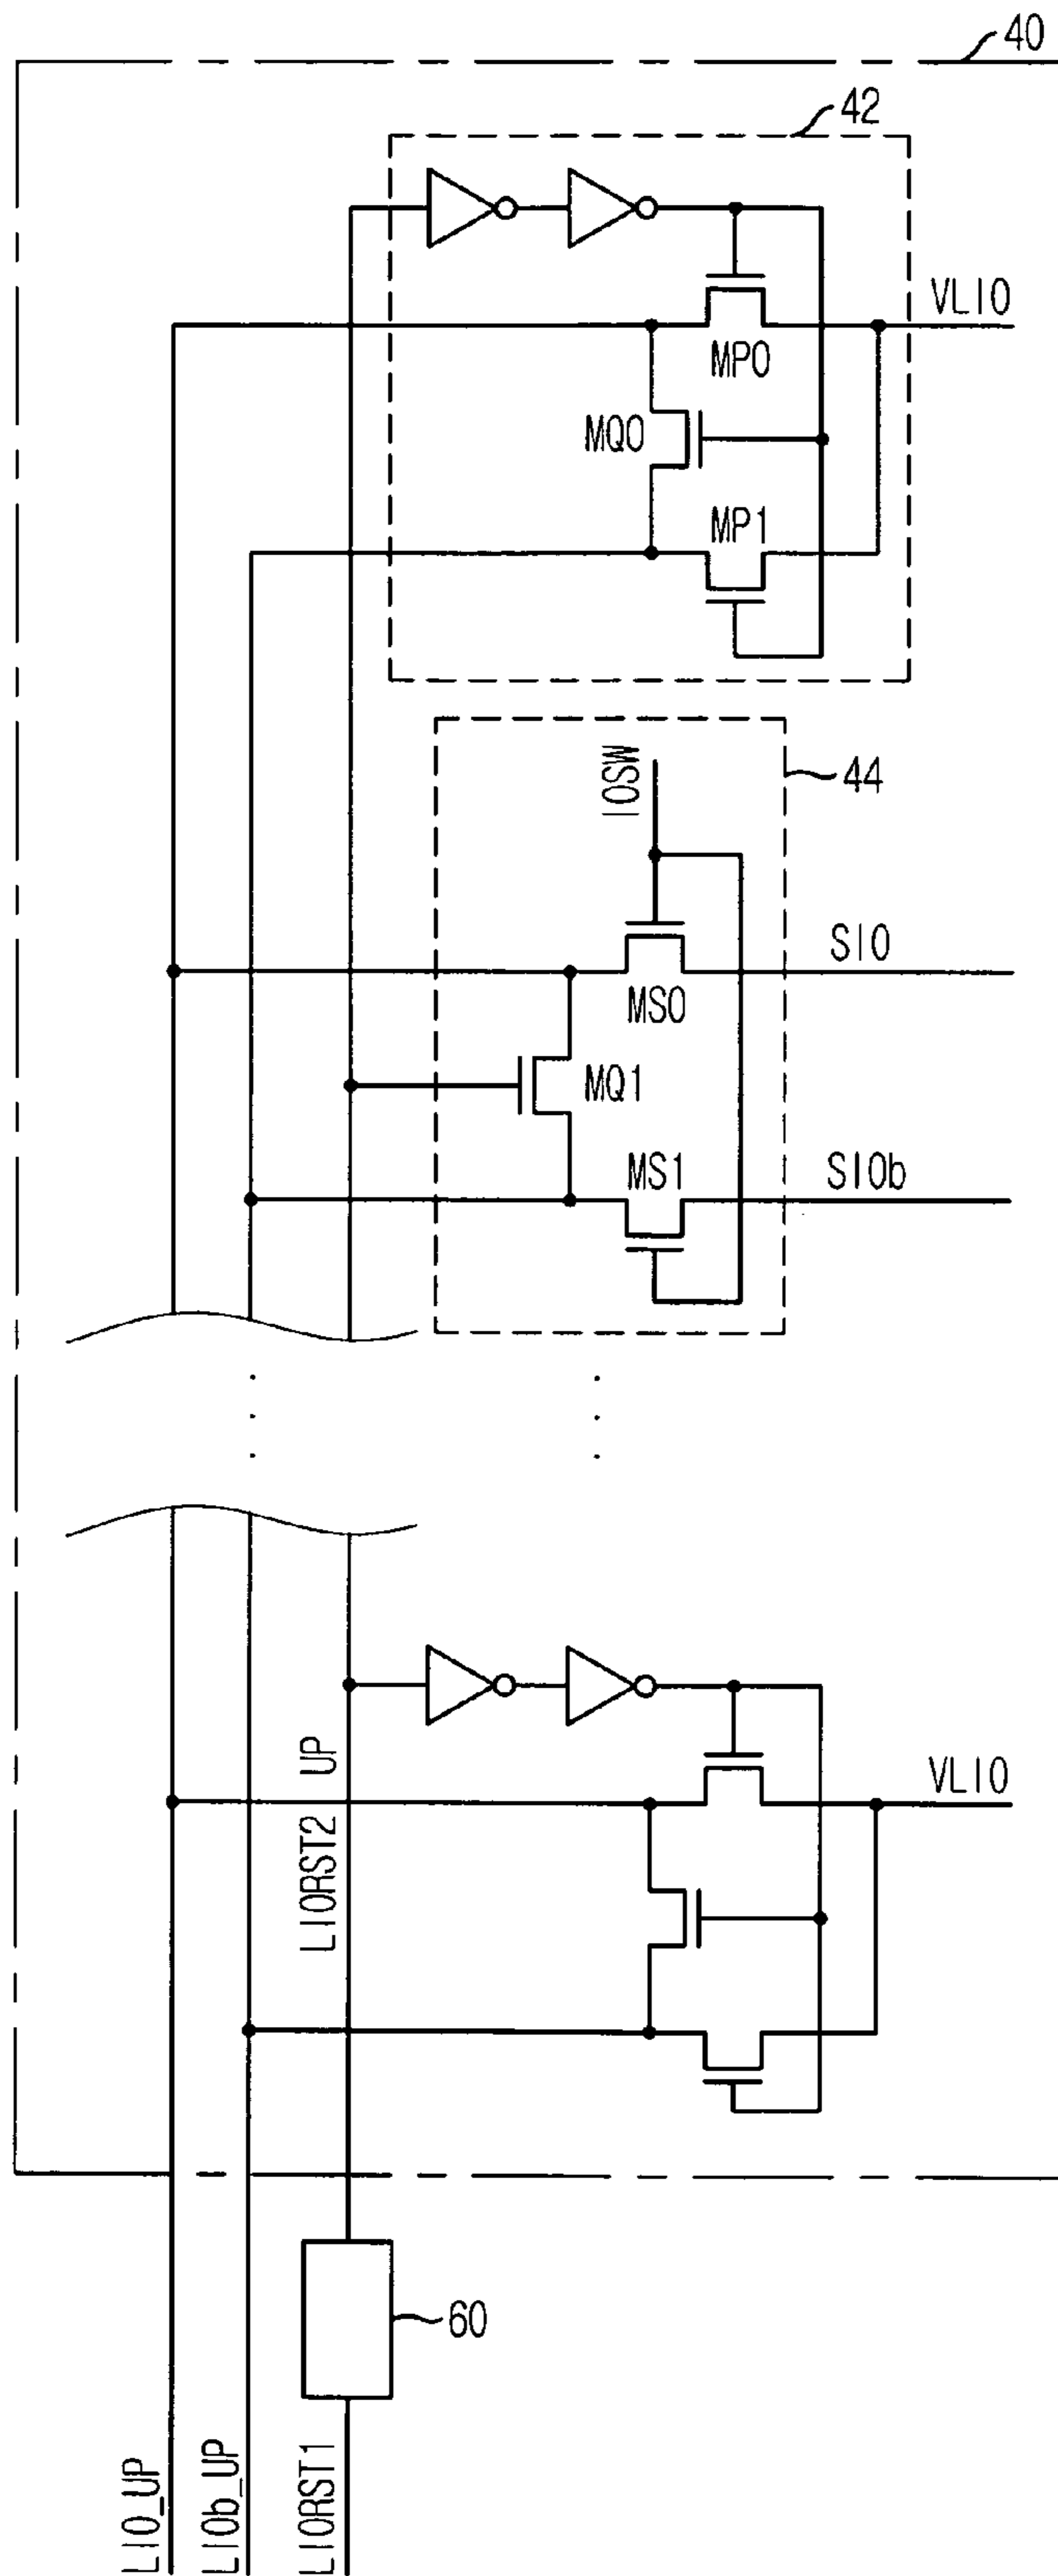 40
42
VLIO
MP0
MQ0
MP1
IOSW
44
SIO
MS0
MQ1
MS1
SIOb
LIORST2 UP
VLIO
60
LIO_UP
LIOb_UP
LIORST1